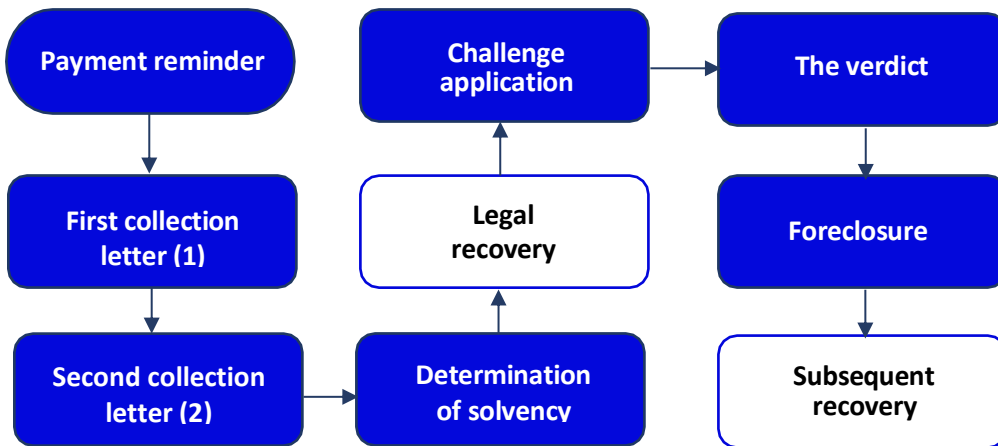 Payment reminder
First collection
letter (1)
Second collection
letter (2)
Determination
of solvency
Legal
recovery
Challenge
application
The verdict
Foreclosure
Subsequent
recovery